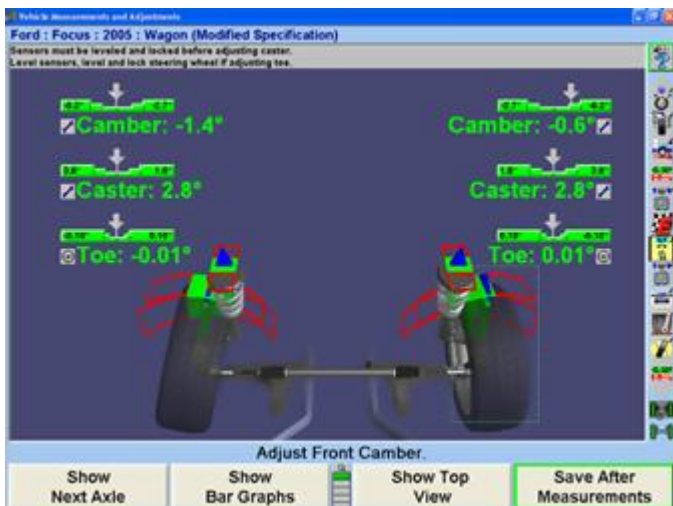 Vehicle Measurements and Adjustments
Ford : Focus : 2005 : Wagon (Modified Specification)
Sensors must be leveled and locked before adjusting caster.
Level sensors, level and lock steering wheel if adjusting toe.
Camber: -1.4°
Camber: -0.6°
Caster: 2.8°
Caster: 2.8°
Toe: -0.01°
Toe: 0.01°
Adjust Front Camber.
Show Next Axle
Show Bar Graphs
Show Top View
Save After Measurements